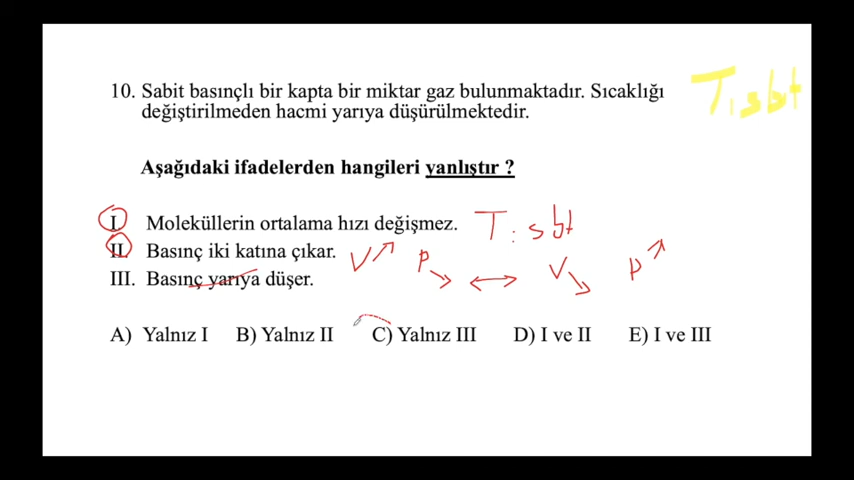 10. Sabit basınçlı bir kapta bir miktar gaz bulunmaktadır. Sıcaklığı
değiştirilmeden hacmi yarıya düşürülmektedir.
T: sbt
Aşağıdaki ifadelerden hangileri yanlıştır ?
I Moleküllerin ortalama hızı değişmez. T: sbt
II. Basınç iki katına çıkar. V↗ P↘ ↔ V↘ P↗
III. Basınç yarıya düşer.
A) Yalnız I B) Yalnız II C) Yalnız III D) I ve II E) I ve III